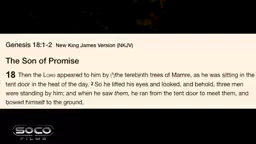 Genesis 18:1-2 New King James Version (NKJV)
The Son of Promise
18 Then the LORD appeared to him by the terebinth trees of Mamre, as he was sitting in the
tent door in the heat of the day. 2 So he lifted his eyes and looked, and behold, three men
were standing by him; and when he saw them, he ran from the tent door to meet them, and
bowed himself to the ground,
SOCO
FILMS